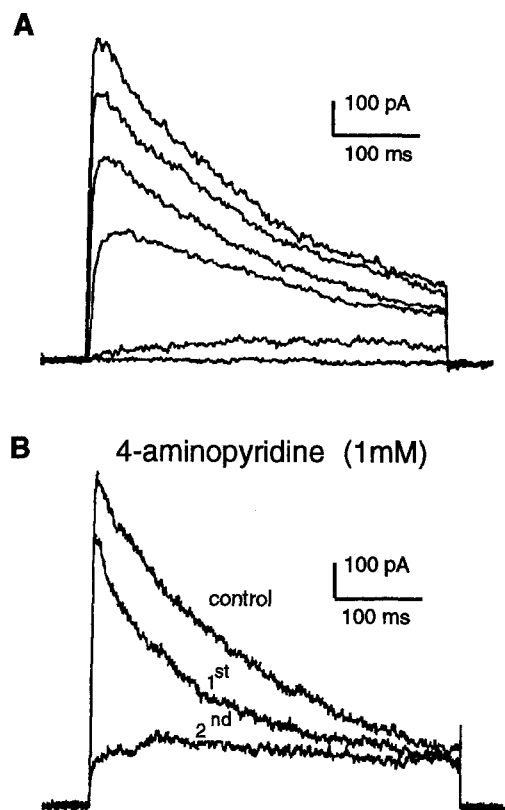 A
100 pA
100 ms
B 4-aminopyridine (1mM)
100 pA
100 ms
control
1st
2nd